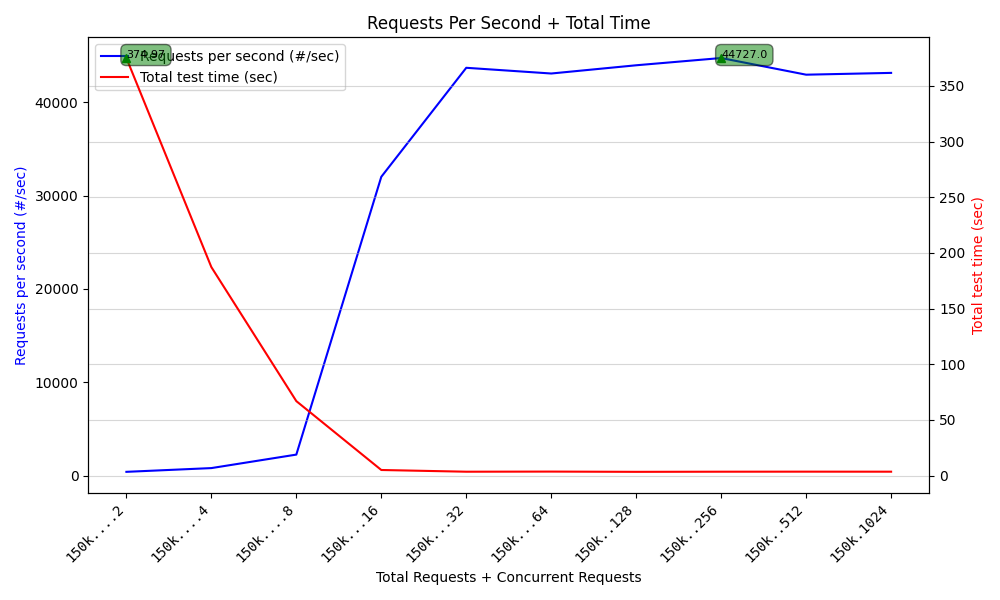 Requests Per Second + Total Time
Requests per second (#/sec)
Total test time (sec)
374.97
44727.0
40000
30000
20000
10000
0
350
300
250
200
150
100
50
0
Requests per second (#/sec)
Total test time (sec)
150k....2
150k....4
150k....8
150k...16
150k...32
150k...64
150k..128
150k..256
150k..512
150k.1024
Total Requests + Concurrent Requests